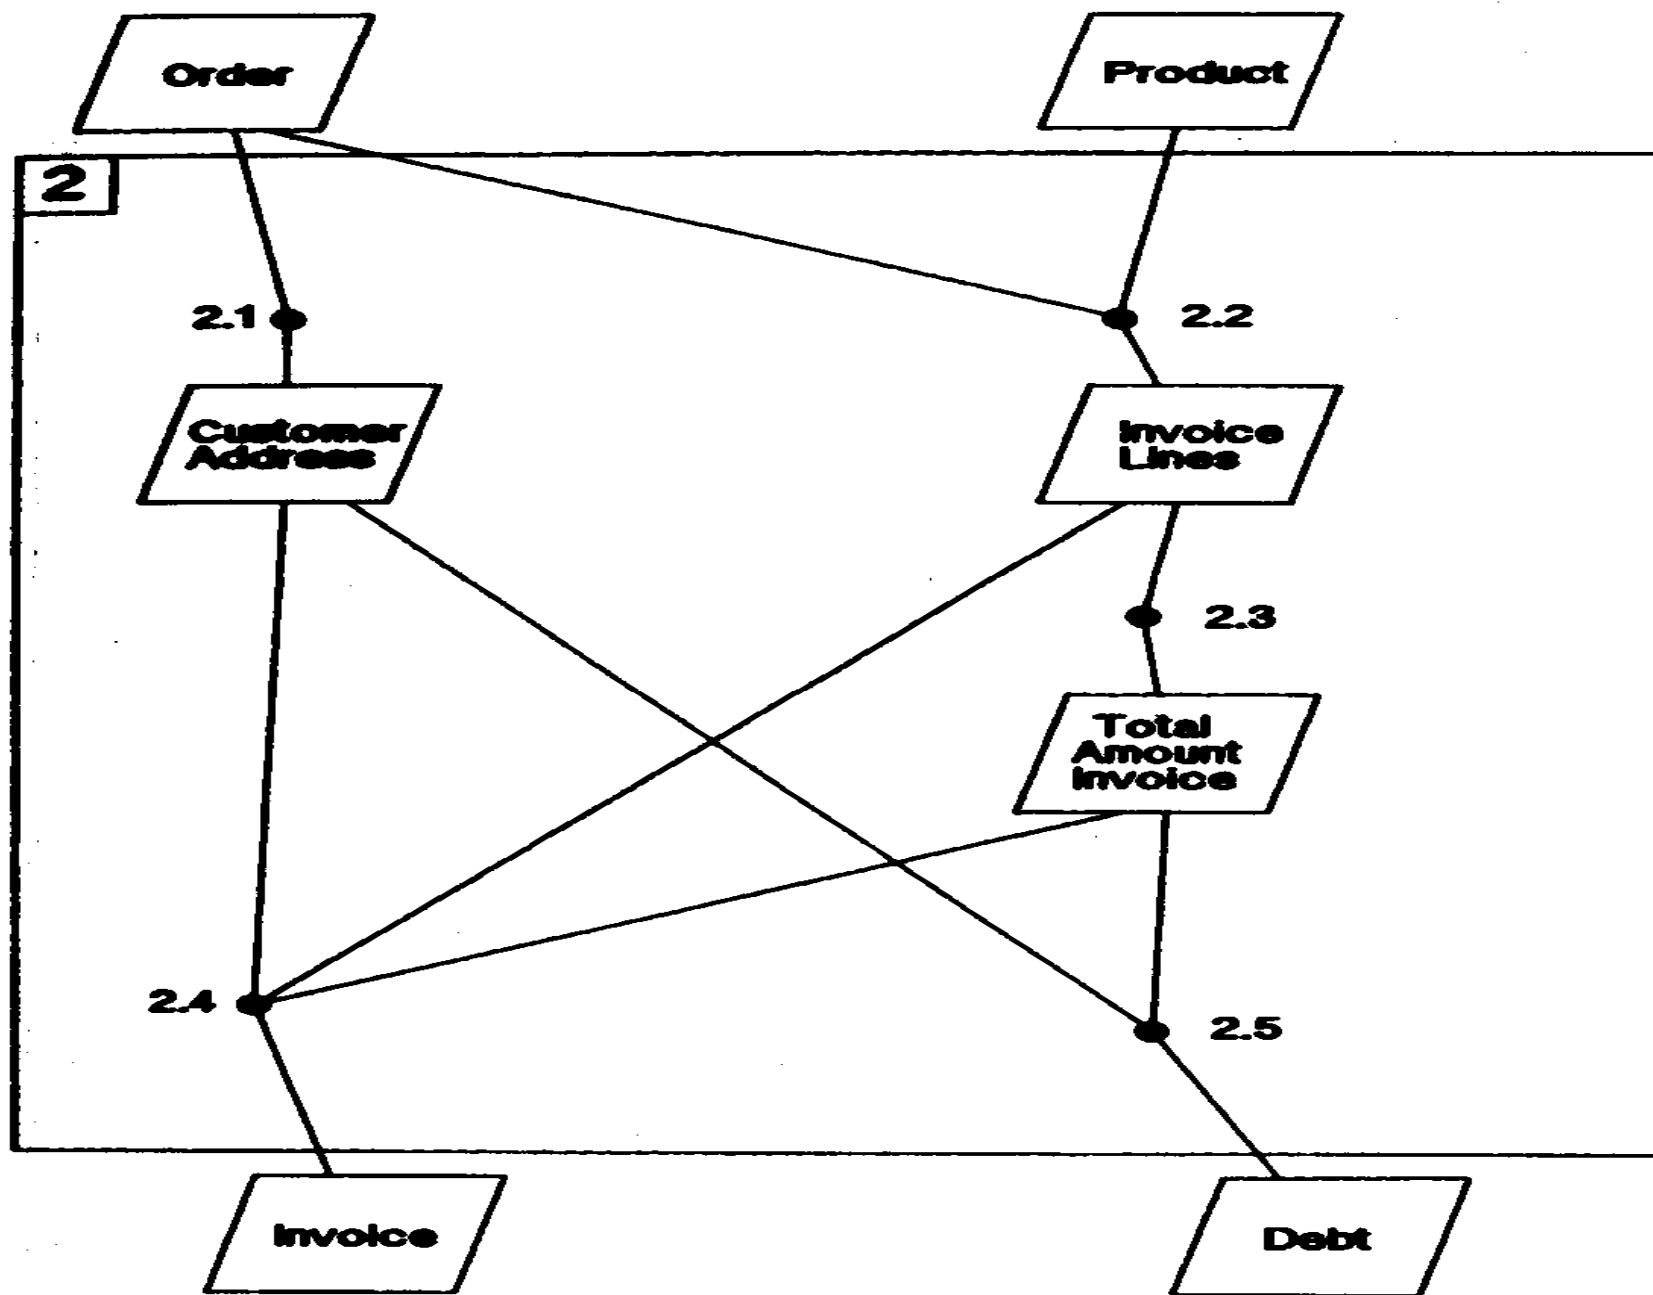 Order
Product
2
2.1
2.2
Customer
Address
Invoice
Lines
2.3
Total
Amount
Invoice
2.4
2.5
Invoice
Debt